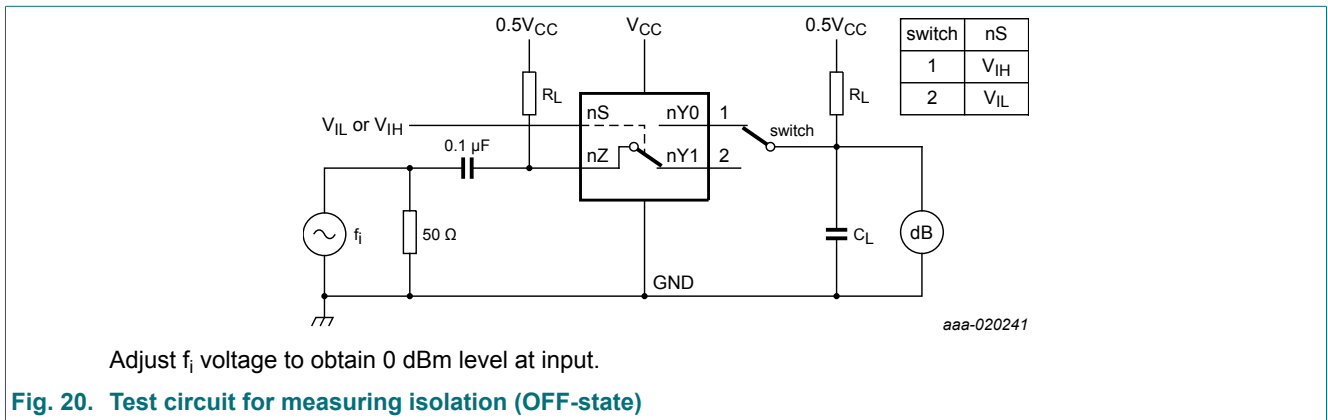 0.5VCC VCC 0.5VCC
switch nS
1 VIH
2 VIL
RL RL
nS nY0 1
VIL or VIH
switch
0.1 µF
nZ nY1 2
fi 50 Ω CL dB
GND
aaa-020241
Adjust fi voltage to obtain 0 dBm level at input.
Fig. 20. Test circuit for measuring isolation (OFF-state)